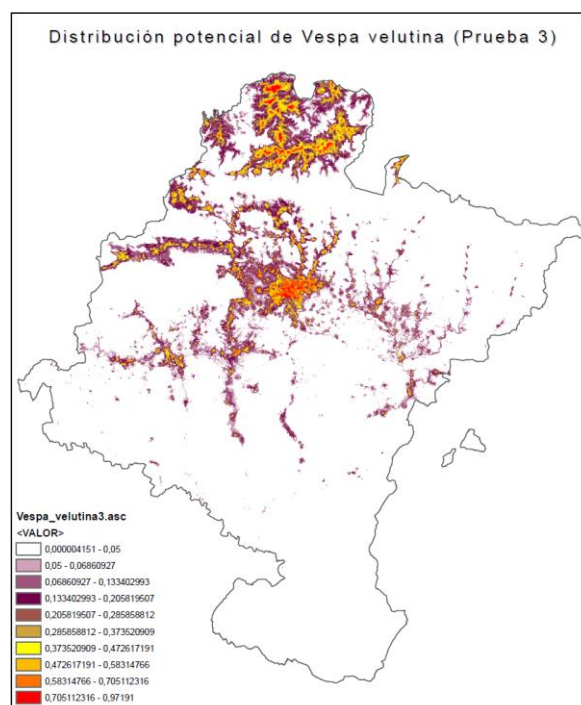 Distribución potencial de Vespa velutina (Prueba 3)
Vespa_velutina3.asc
<VALOR>
0,000004151 - 0,05
0,05 - 0,06860927
0,06860927 - 0,133402993
0,133402993 - 0,205819507
0,205819507 - 0,285858812
0,285858812 - 0,373520909
0,373520909 - 0,472617191
0,472617191 - 0,58314766
0,58314766 - 0,705112316
0,705112316 - 0,97191